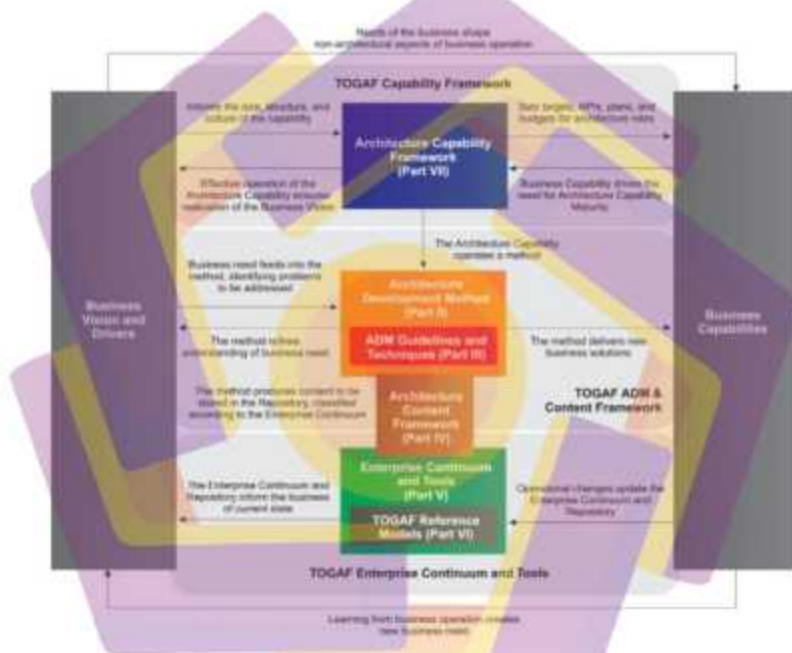 Needs of the business shape
non-architectural aspects of business operation
TOGAF Capability Framework
Informs the size, structure, and
culture of the capability
Sets targets, KPIs, plans, and
budgets for architecture roles
Architecture Capability
Framework
(Part VII)
Effective operation of the
Architecture Capability ensures
realization of the Business Vision
Business Capability drives the
need for Architecture Capability
Maturity
The Architecture Capability
operates a method
Business need feeds into the
method, identifying problems
to be addressed
Architecture
Development Method
(Part II)
Business
Vision and
Drivers
Business
Capabilities
The method refines
understanding of business need
ADM Guidelines and
Techniques (Part III)
The method delivers new
business solutions
The method produces content to be
stored in the Repository, classified
according to the Enterprise Continuum
Architecture
Content
Framework
(Part IV)
TOGAF ADM &
Content Framework
The Enterprise Continuum and
Repository inform the business
of current state
Enterprise Continuum
and Tools
(Part V)
Operational changes update the
Enterprise Continuum and
Repository
TOGAF Reference
Models (Part VI)
TOGAF Enterprise Continuum and Tools
Learning from business operation creates
new business need